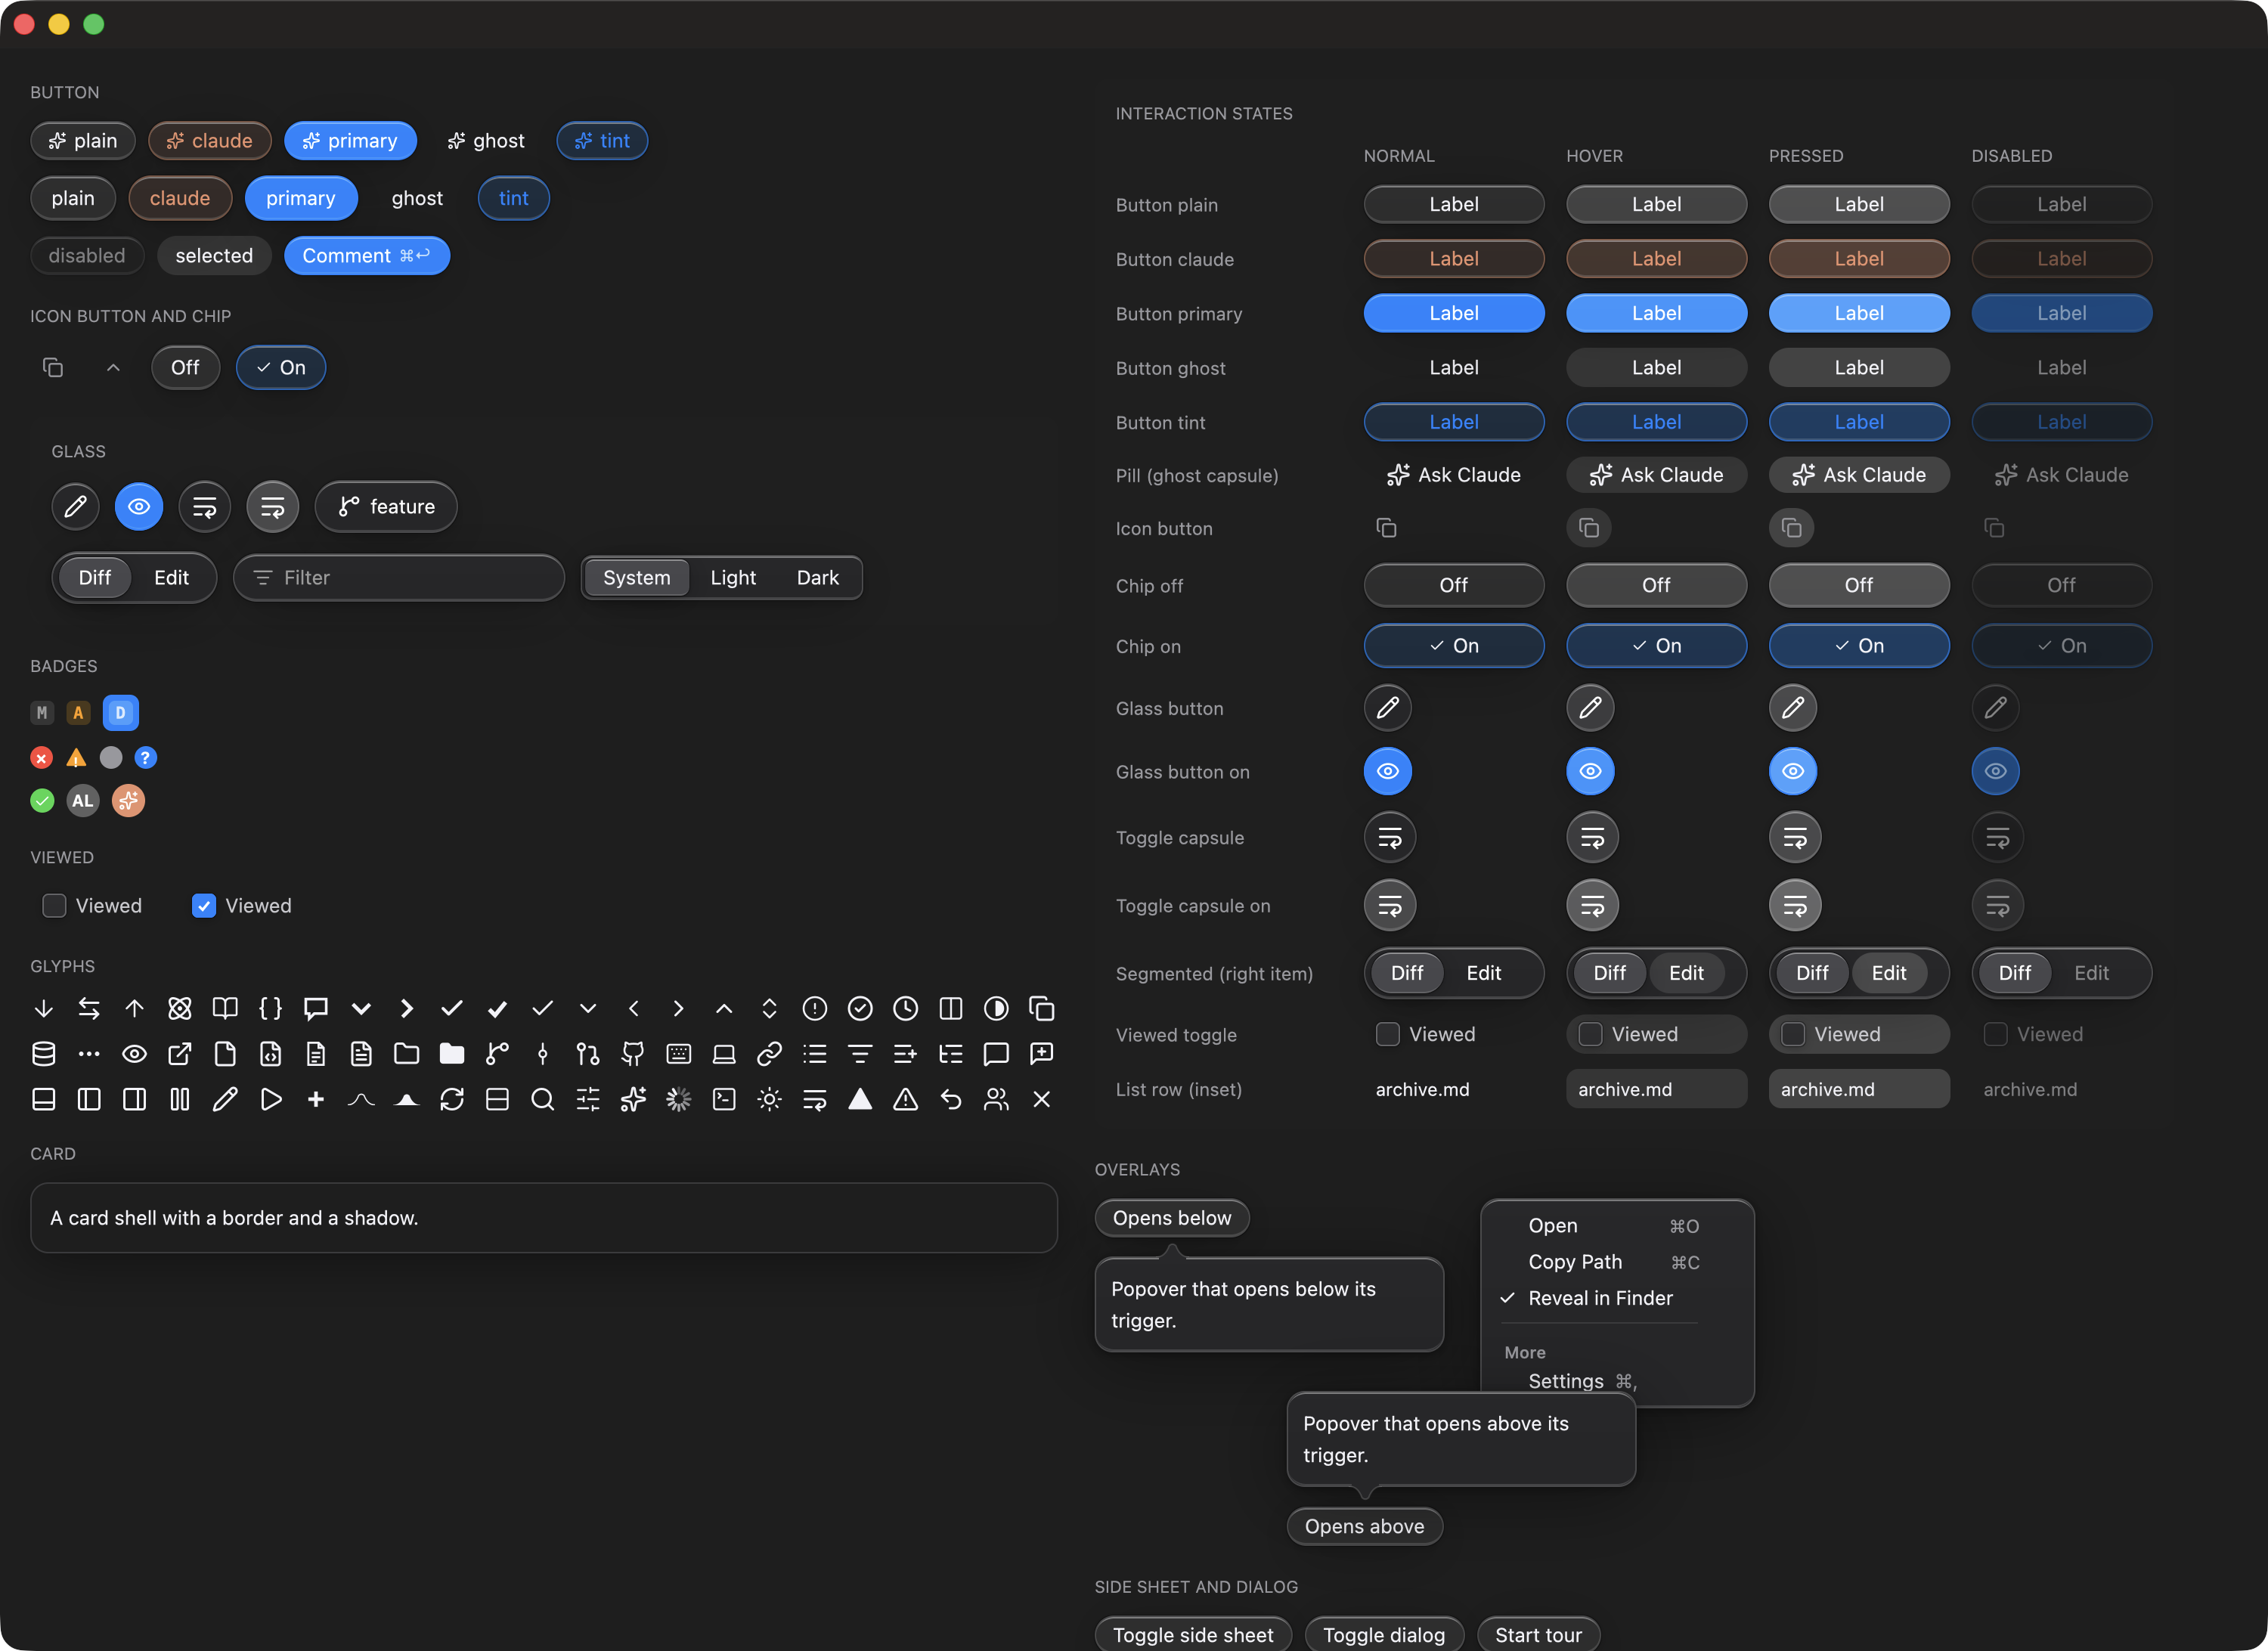 BUTTON
plain claude primary ghost tint
plain claude primary ghost tint
disabled selected Comment ⌘↩
ICON BUTTON AND CHIP
Off On
GLASS
feature
Diff Edit Filter System Light Dark
BADGES
M A D
?
AL
VIEWED
Viewed Viewed
GLYPHS
CARD
A card shell with a border and a shadow.
INTERACTION STATES
NORMAL HOVER PRESSED DISABLED
Button plain Label Label Label Label
Button claude Label Label Label Label
Button primary Label Label Label Label
Button ghost Label Label Label Label
Button tint Label Label Label Label
Pill (ghost capsule) Ask Claude Ask Claude Ask Claude Ask Claude
Icon button
Chip off Off Off Off Off
Chip on On On On On
Glass button
Glass button on
Toggle capsule
Toggle capsule on
Segmented (right item) Diff Edit Diff Edit Diff Edit Diff Edit
Viewed toggle Viewed Viewed Viewed Viewed
List row (inset) archive.md archive.md archive.md archive.md
OVERLAYS
Opens below
Popover that opens below its
trigger.
Open ⌘O
Copy Path ⌘C
Reveal in Finder
More
Settings ⌘,
Popover that opens above its
trigger.
Opens above
SIDE SHEET AND DIALOG
Toggle side sheet Toggle dialog Start tour